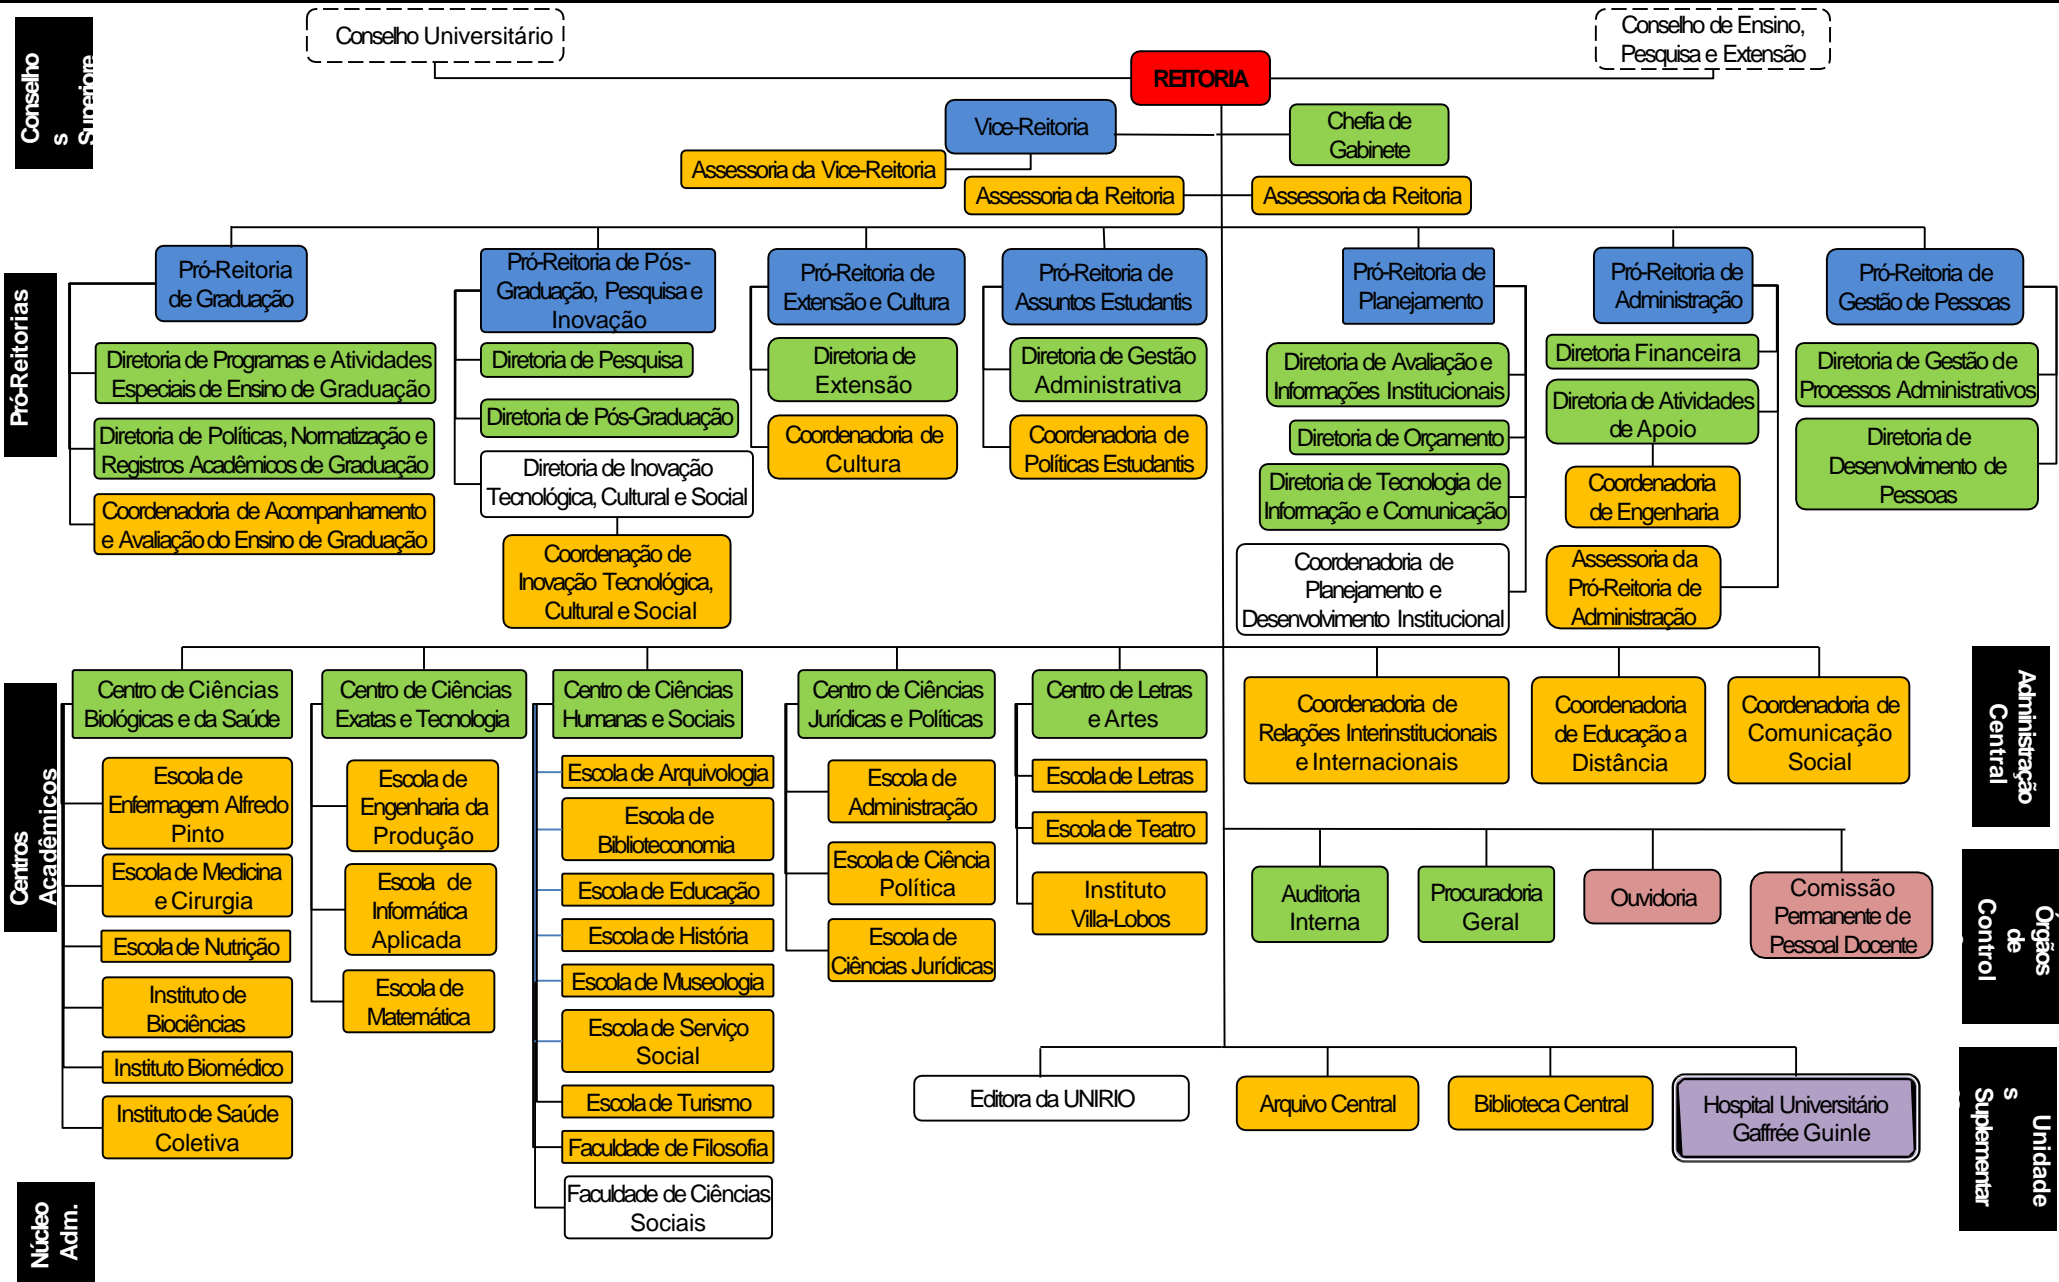 Conselho
s
Superiore
Conselho Universitário
Conselho de Ensino,
Pesquisa e Extensão
REITORIA
Vice-Reitoria
Chefia de
Gabinete
Assessoria da Vice-Reitoria
Assessoria da Reitoria
Assessoria da Reitoria
Pró-Reitorias
Pró-Reitoria
de Graduação
Diretoria de Programas e Atividades
Especiais de Ensino de Graduação
Diretoria de Políticas, Normatização e
Registros Acadêmicos de Graduação
Coordenadoria de Acompanhamento
e Avaliação do Ensino de Graduação
Pró-Reitoria de Pós-
Graduação, Pesquisa e
Inovação
Diretoria de Pesquisa
Diretoria de Pós-Graduação
Diretoria de Inovação
Tecnológica, Cultural e Social
Coordenação de
Inovação Tecnológica,
Cultural e Social
Pró-Reitoria de
Extensão e Cultura
Diretoria de
Extensão
Coordenadoria de
Cultura
Pró-Reitoria de
Assuntos Estudantis
Diretoria de Gestão
Administrativa
Coordenadoria de
Políticas Estudantis
Pró-Reitoria de
Planejamento
Diretoria de Avaliação e
Informações Institucionais
Diretoria de Orçamento
Diretoria de Tecnologia de
Informação e Comunicação
Coordenadoria de
Planejamento e
Desenvolvimento Institucional
Pró-Reitoria de
Administração
Diretoria Financeira
Diretoria de Atividades
de Apoio
Coordenadoria
de Engenharia
Assessoria da
Pró-Reitoria de
Administração
Pró-Reitoria de
Gestão de Pessoas
Diretoria de Gestão de
Processos Administrativos
Diretoria de
Desenvolvimento de
Pessoas
Centros
Acadêmicos
Centro de Ciências
Biológicas e da Saúde
Escola de
Enfermagem Alfredo
Pinto
Escola de Medicina
e Cirurgia
Escola de Nutrição
Instituto de
Biociências
Instituto Biomédico
Instituto de Saúde
Coletiva
Centro de Ciências
Exatas e Tecnologia
Escola de
Engenharia da
Produção
Escola de
Informática
Aplicada
Escola de
Matemática
Centro de Ciências
Humanas e Sociais
Escola de Arquivologia
Escola de
Biblioteconomia
Escola de Educação
Escola de História
Escola de Museologia
Escola de Serviço
Social
Escola de Turismo
Faculdade de Filosofia
Faculdade de Ciências
Sociais
Centro de Ciências
Jurídicas e Políticas
Escola de
Administração
Escola de Ciência
Política
Escola de
Ciências Jurídicas
Centro de Letras
e Artes
Escola de Letras
Escola de Teatro
Instituto
Villa-Lobos
Coordenadoria de
Relações Interinstitucionais
e Internacionais
Coordenadoria
de Educação a
Distância
Coordenadoria de
Comunicação
Social
Administração
Central
Auditoria
Interna
Procuradoria
Geral
Ouvidoria
Comissão
Permanente de
Pessoal Docente
Órgãos
de
Control
Editora da UNIRIO
Arquivo Central
Biblioteca Central
Hospital Universitário
Gaffrée Guinle
Unidade
s
Suplementar
Núcleo
Adm.